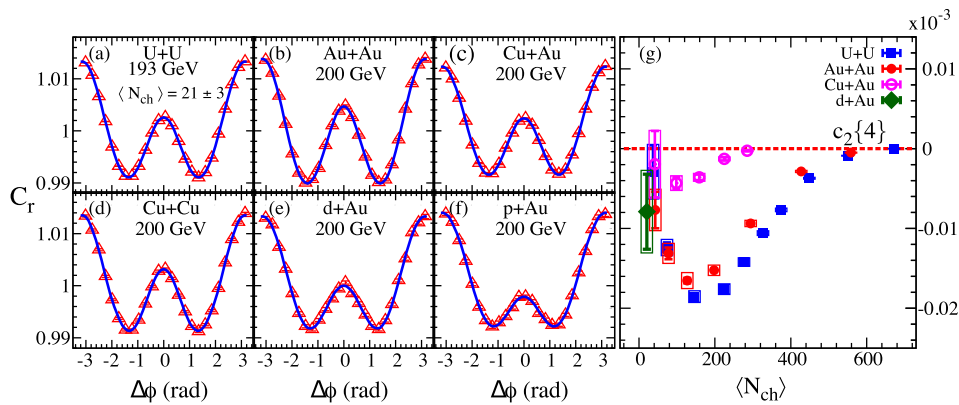 (a) U+U
193 GeV
⟨ N_ch ⟩ = 21 ± 3
(b) Au+Au
200 GeV
(c) Cu+Au
200 GeV
1.01
1
0.99
C_r
(d) Cu+Cu
200 GeV
(e) d+Au
200 GeV
(f) p+Au
200 GeV
1.01
1
0.99
-3 -2 -1 0 1 2 3
-3 -2 -1 0 1 2 3
-3 -2 -1 0 1 2 3
Δϕ (rad)
Δϕ (rad)
Δϕ (rad)
×10⁻³
(g)
U+U
Au+Au
Cu+Au
d+Au
c₂{4}
0.01
0
-0.01
-0.02
0 200 400 600
⟨N_ch⟩